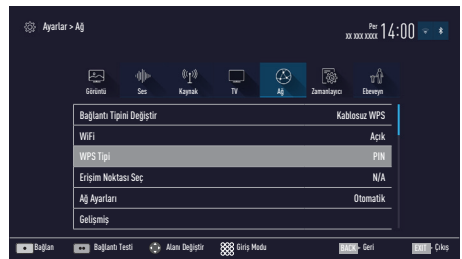 Ayarlar > Ağ
Per
xx xxx xxxx 14:00
Görüntü Ses Kaynak TV Ağ Zamanlayıcı Ebeveyn
Bağlantı Tipini Değiştir Kablosuz WPS
WiFi Açık
WPS Tipi PIN
Erişim Noktası Seç N/A
Ağ Ayarları Otomatik
Gelişmiş
Bağlan Bağlantı Testi Alanı Değiştir Giriş Modu BACK - Geri EXIT - Çıkış